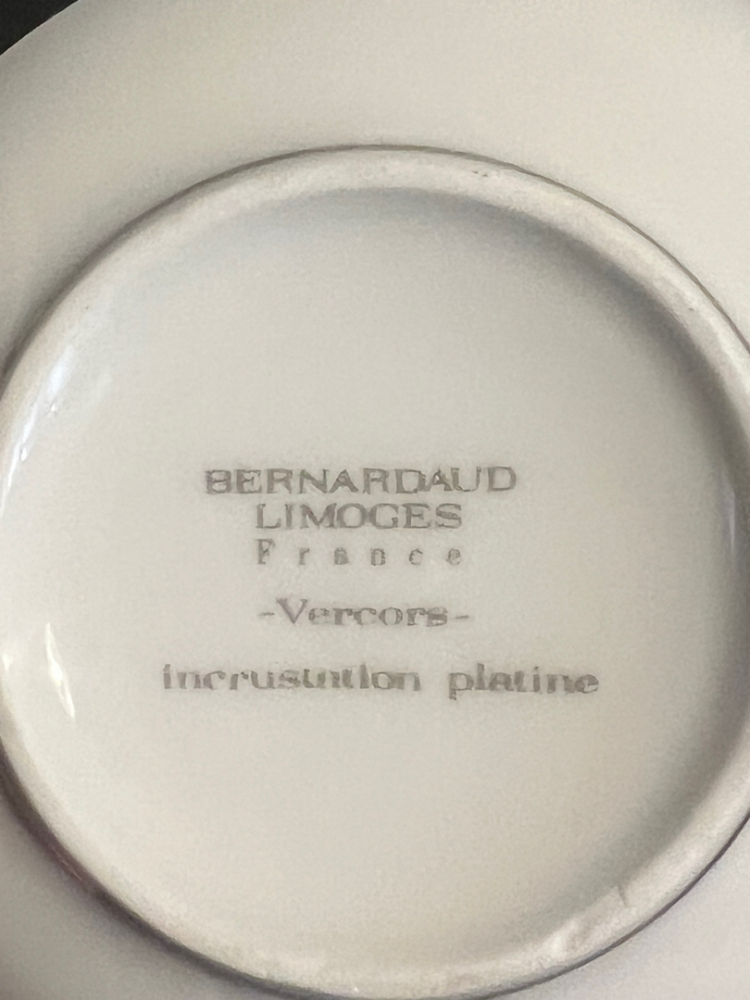 BERNARDAUD
LIMOGES
France
-Vercors-
incrustation platine